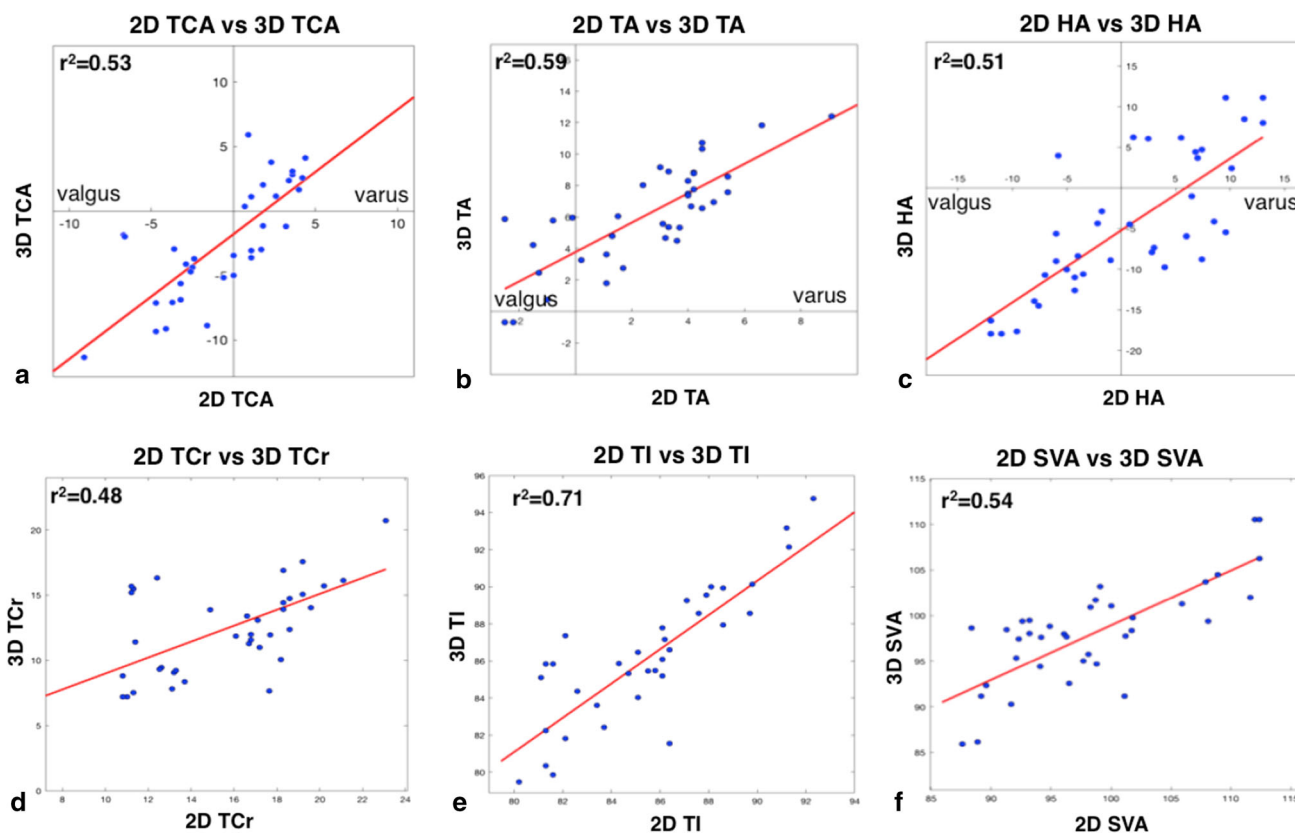 2D TCA vs 3D TCA
r²=0.53
10
5
valgus
varus
-10
-5
5
10
-5
-10
3D TCA
a
2D TCA
2D TA vs 3D TA
r²=0.59
16
14
12
10
8
6
4
2
valgus
varus
-2
2
4
6
8
-2
3D TA
b
2D TA
2D HA vs 3D HA
r²=0.51
15
10
5
-15
-10
-5
5
10
15
valgus
varus
-5
-10
-15
-20
3D HA
c
2D HA
2D TCr vs 3D TCr
r²=0.48
20
15
10
5
0
8
10
12
14
16
18
20
22
24
3D TCr
d
2D TCr
2D TI vs 3D TI
r²=0.71
96
94
92
90
88
86
84
82
80
80
82
84
86
88
90
92
94
3D TI
e
2D TI
2D SVA vs 3D SVA
r²=0.54
115
110
105
100
95
90
85
85
90
95
100
105
110
3D SVA
f
2D SVA